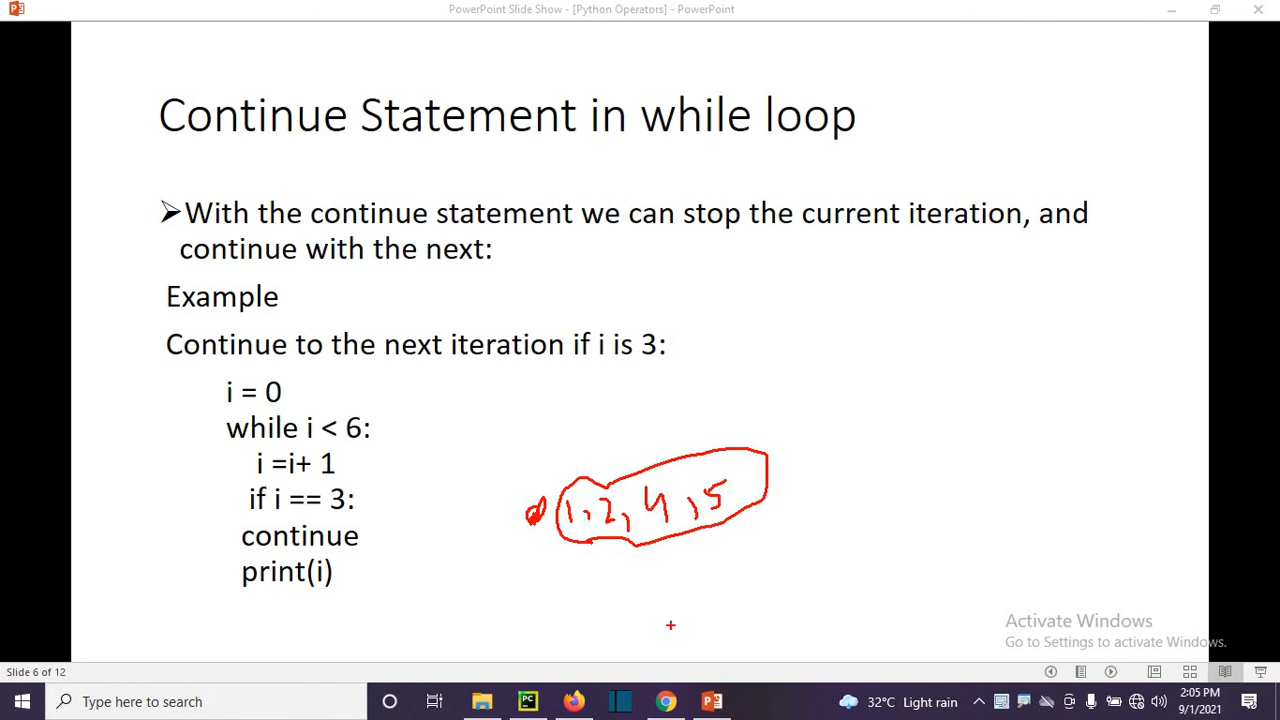 PowerPoint Slide Show - [Python Operators] - PowerPoint
Continue Statement in while loop
➢With the continue statement we can stop the current iteration, and
continue with the next:
Example
Continue to the next iteration if i is 3:
i = 0
while i < 6:
i =i+ 1
if i == 3:
continue
print(i)
1,2,4,5
Activate Windows
Go to Settings to activate Windows.
Slide 6 of 12
Type here to search
32°C Light rain
2:05 PM
9/1/2021